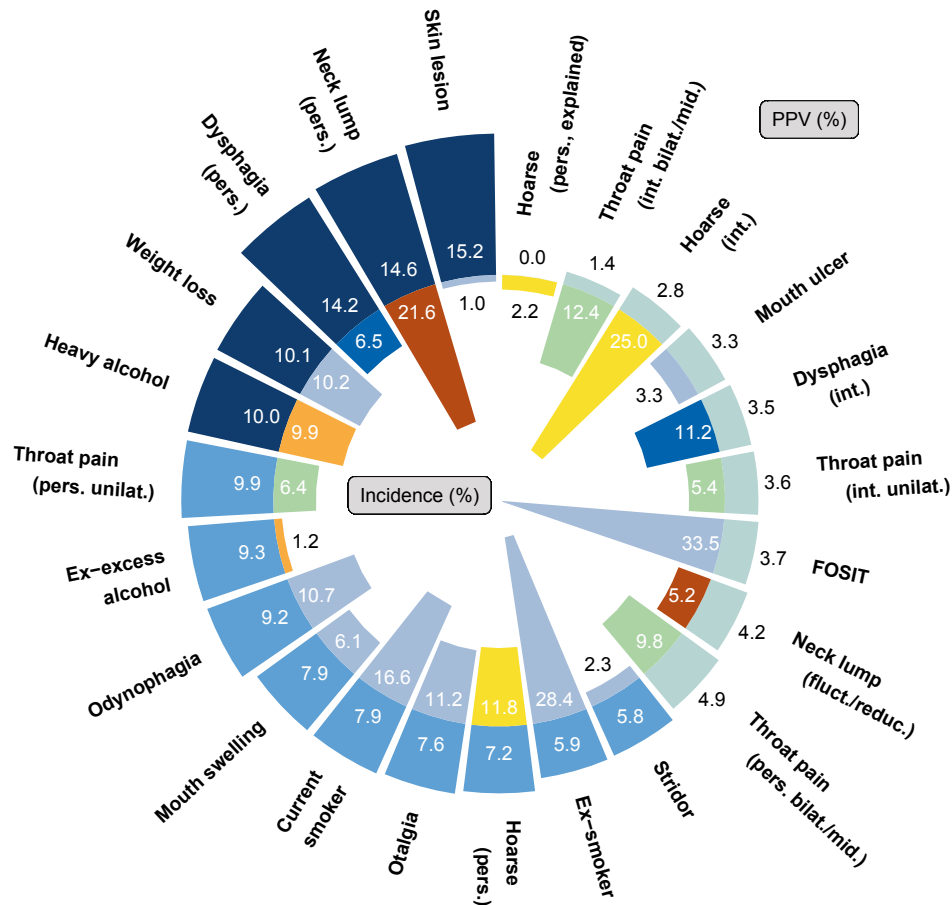 PPV (%)
Incidence (%)
Skin lesion
15.2
1.0
Hoarse
(pers., explained)
0.0
2.2
Throat pain
(int. bilat./mid.)
1.4
12.4
Hoarse
(int.)
2.8
25.0
Mouth ulcer
3.3
3.3
Dysphagia
(int.)
3.5
11.2
Throat pain
(int. unilat.)
3.6
5.4
FOSIT
3.7
33.5
Neck lump
(fluct./reduc.)
4.2
5.2
Throat pain
(pers. bilat./mid.)
4.9
9.8
Stridor
5.8
2.3
Ex−smoker
5.9
28.4
Hoarse
(pers.)
7.2
11.8
Otalgia
7.6
11.2
Current
smoker
7.9
16.6
Mouth swelling
7.9
6.1
Odynophagia
9.2
10.7
Ex−excess
alcohol
9.3
1.2
Throat pain
(pers. unilat.)
9.9
6.4
Heavy alcohol
10.0
9.9
Weight loss
10.1
10.2
Dysphagia
(pers.)
14.2
6.5
Neck lump
(pers.)
14.6
21.6